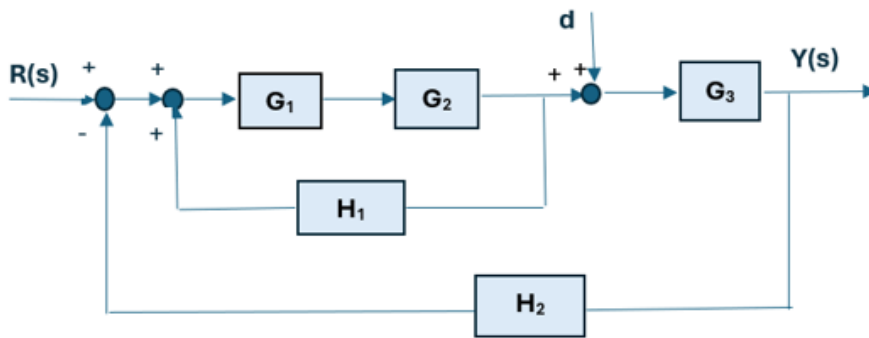 d
R(s) + + + + Y(s)
G₁ G₂ G₃
- +
H₁
H₂